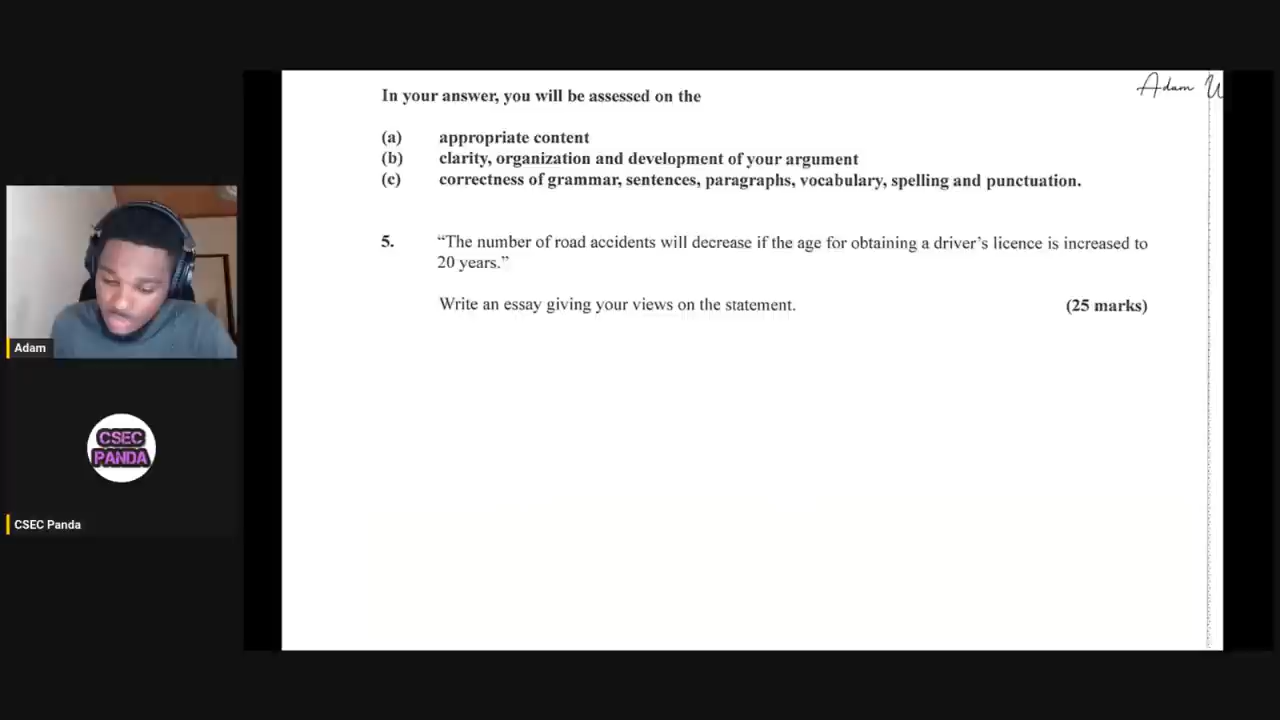 In your answer, you will be assessed on the
Adam
(a) appropriate content
(b) clarity, organization and development of your argument
(c) correctness of grammar, sentences, paragraphs, vocabulary, spelling and punctuation.
5. “The number of road accidents will decrease if the age for obtaining a driver’s licence is increased to
20 years.”
Write an essay giving your views on the statement. (25 marks)
Adam
CSEC
PANDA
CSEC Panda